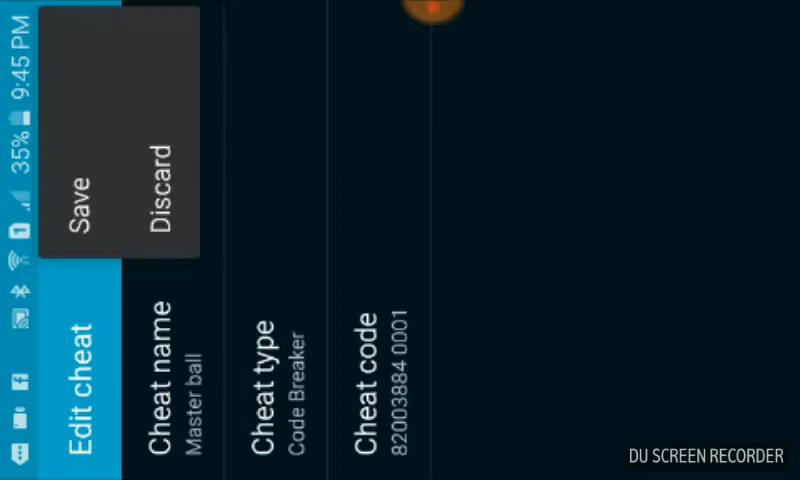 35% 9:45 PM
Edit cheat
Save
Discard
Cheat name
Master ball
Cheat type
Code Breaker
Cheat code
82003884 0001
DU SCREEN RECORDER